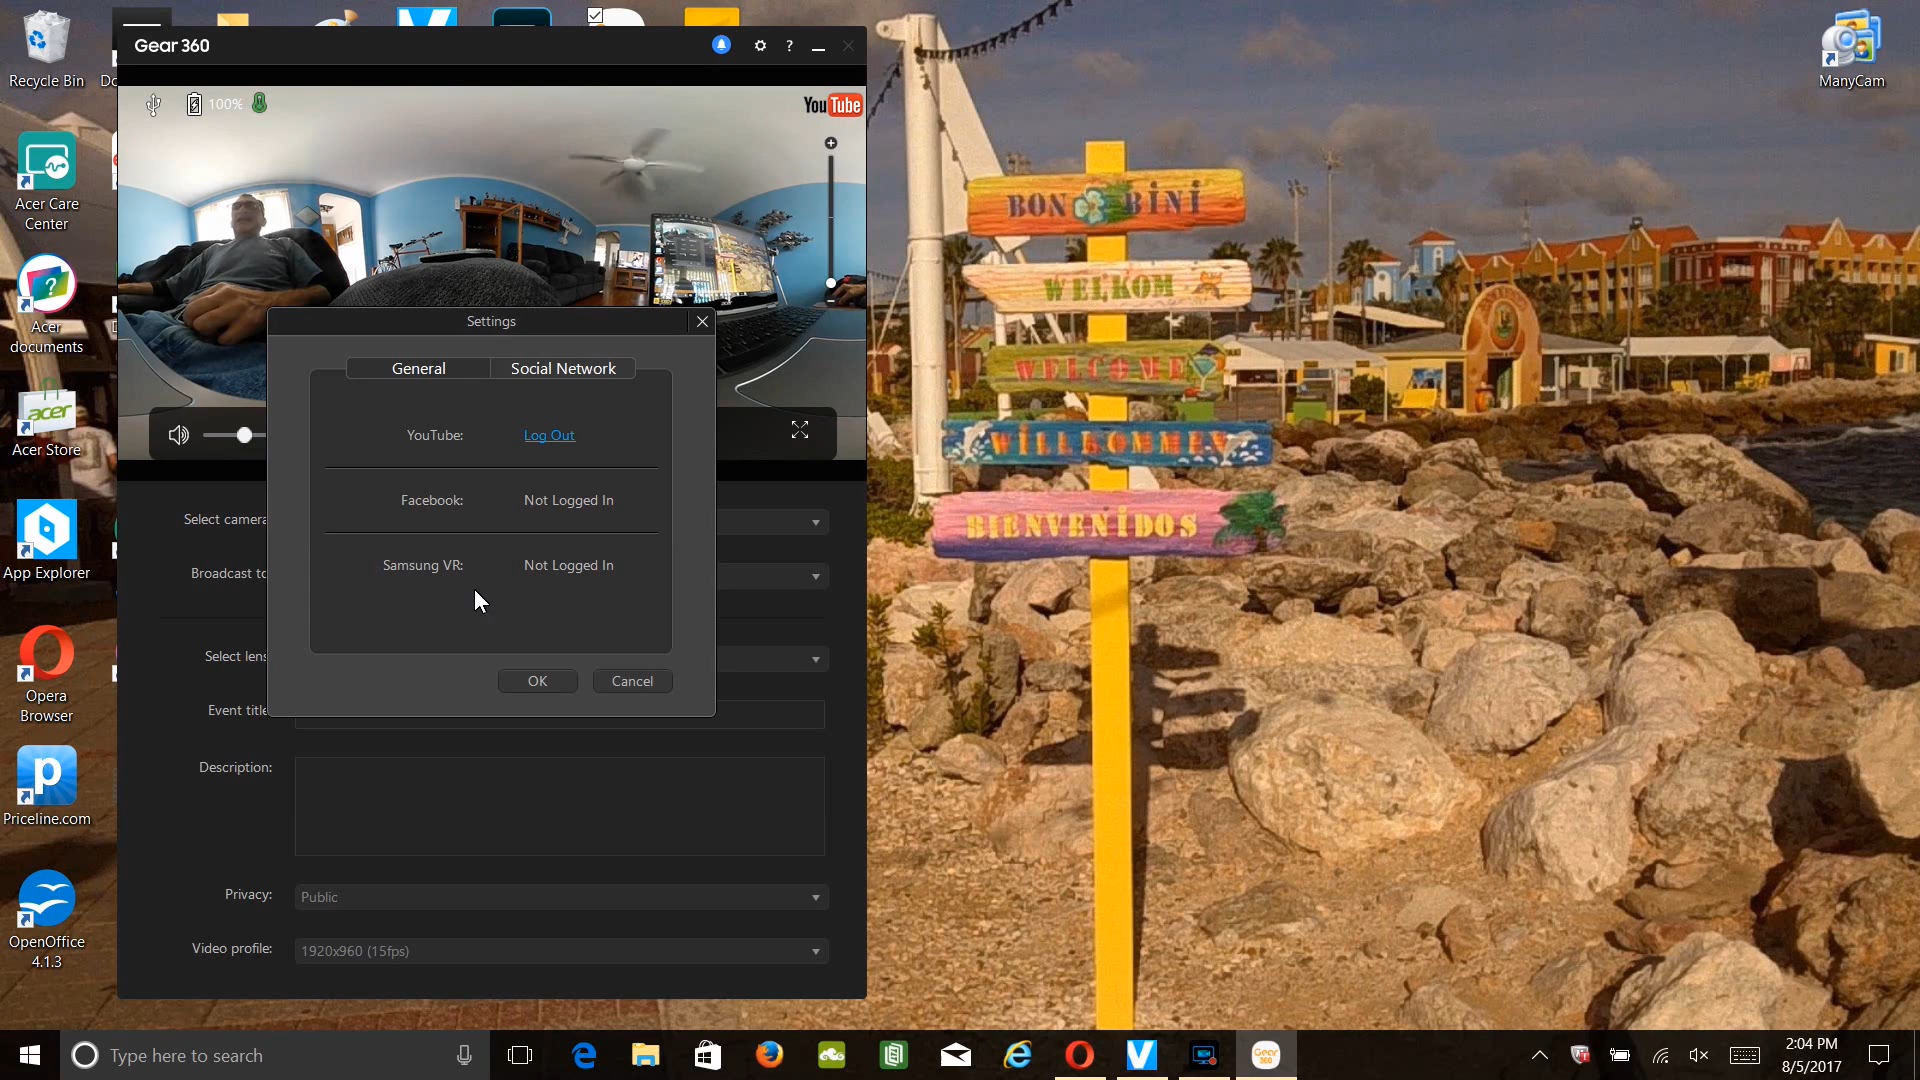 Recycle Bin
Gear 360
?
100%
YouTube
ManyCam
Acer Care
Center
Acer
documents
acer
Acer Store
App Explorer
Opera
Browser
Priceline.com
OpenOffice
4.1.3
Settings
General
Social Network
YouTube:
Log Out
Facebook:
Not Logged In
Samsung VR:
Not Logged In
OK
Cancel
Select camera
Broadcast to
Select lens
Event title
Description:
Privacy:
Public
Video profile:
1920x960 (15fps)
BON BINI
WELKOM
WELCOME
WILLKOMMEN
BIENVENIDOS
Type here to search
Gear
360
2:04 PM
8/5/2017